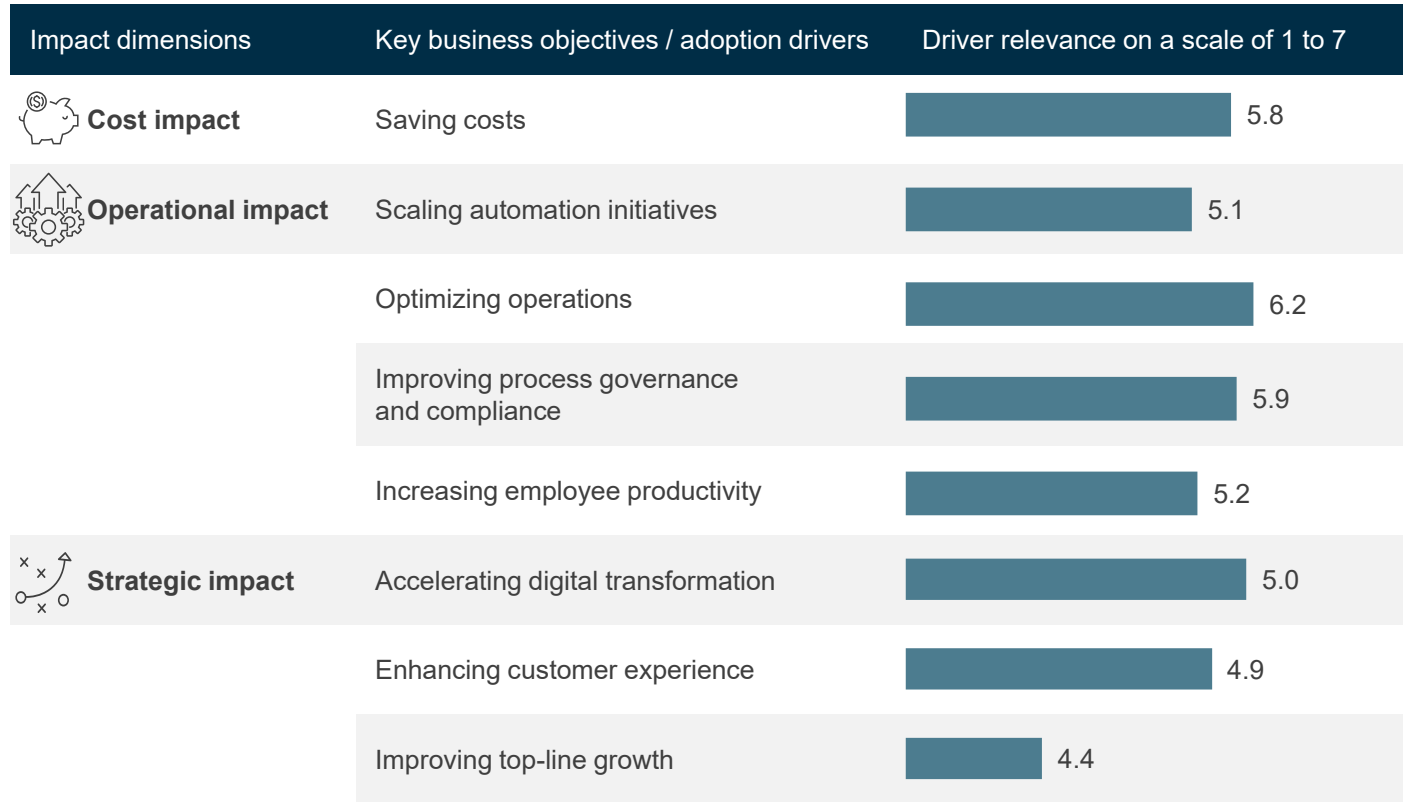 Impact dimensions
Key business objectives / adoption drivers
Driver relevance on a scale of 1 to 7
Cost impact
Saving costs
5.8
Operational impact
Scaling automation initiatives
5.1
Optimizing operations
6.2
Improving process governance
and compliance
5.9
Increasing employee productivity
5.2
Strategic impact
Accelerating digital transformation
5.0
Enhancing customer experience
4.9
Improving top-line growth
4.4